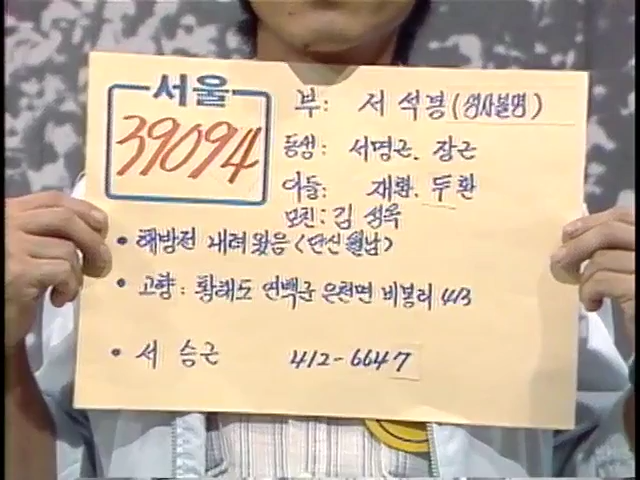 서울
39094
부: 서석봉(생사불명)
동생: 서명근. 장근
아들: 재환. 두환
모친: 김성옥
• 해방전 내려왔음(단신월남)
• 고향: 황해도 연백군 은천면 비봉리 413
• 서승근 412-6647